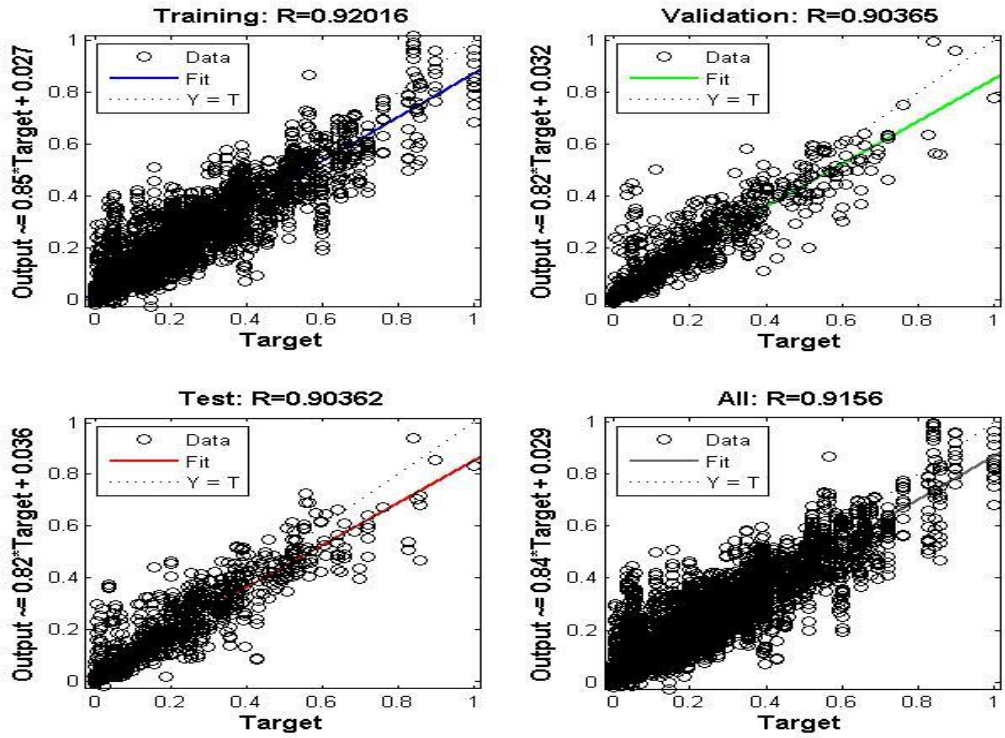 Training: R=0.92016
Output ~= 0.85*Target + 0.027
1
0.8
0.6
0.4
0.2
0
Data
Fit
Y = T
0 0.2 0.4 0.6 0.8 1
Target
Validation: R=0.90365
Output ~= 0.82*Target + 0.032
1
0.8
0.6
0.4
0.2
0
Data
Fit
Y = T
0 0.2 0.4 0.6 0.8 1
Target
Test: R=0.90362
Output ~= 0.82*Target + 0.036
1
0.8
0.6
0.4
0.2
0
Data
Fit
Y = T
0 0.2 0.4 0.6 0.8 1
Target
All: R=0.9156
Output ~= 0.84*Target + 0.029
1
0.8
0.6
0.4
0.2
0
Data
Fit
Y = T
0 0.2 0.4 0.6 0.8 1
Target